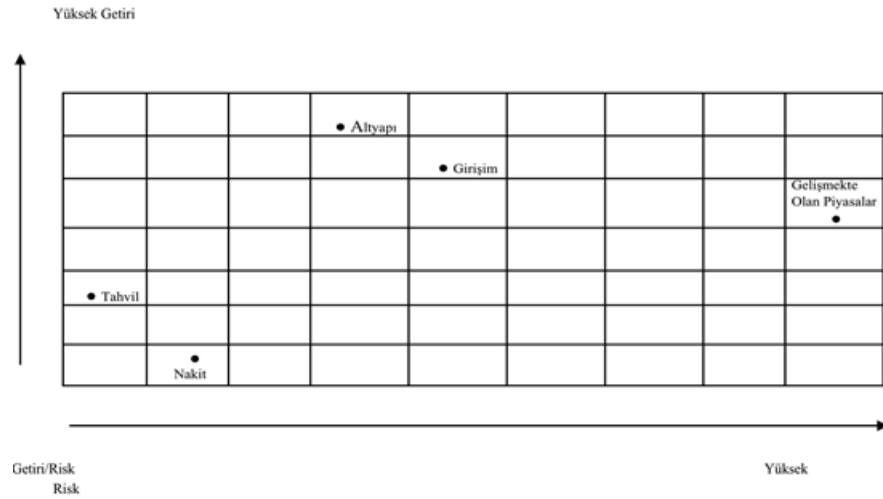 Yüksek Getiri
Altyapı
Girişim
Gelişmekte
Olan Piyasalar
Tahvil
Nakit
Getiri/Risk
Yüksek
Risk